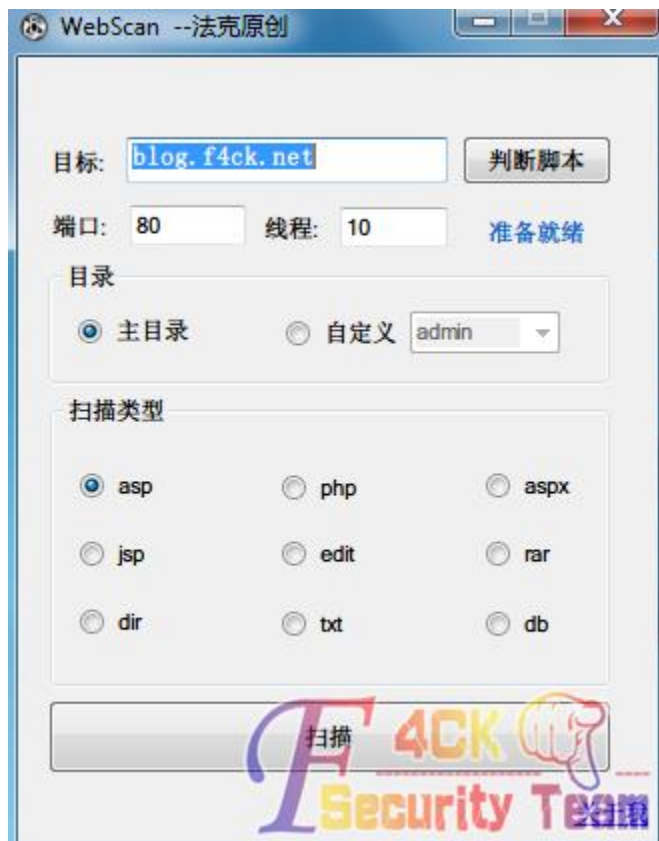 WebScan --法克原创
目标: blog.f4ck.net 判断脚本
端口: 80 线程: 10 准备就绪
目录
主目录 自定义 admin
扫描类型
asp php aspx
jsp edit rar
dir txt db
扫描
F4CK
Security Team